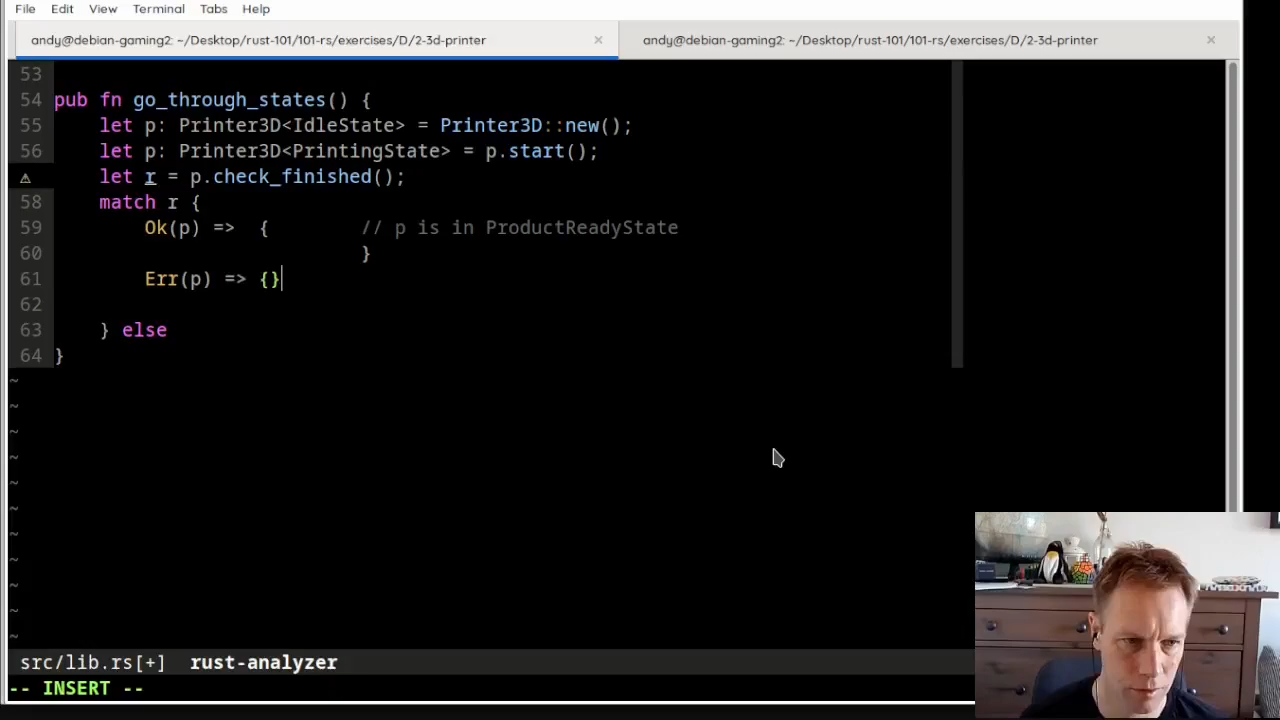 File Edit View Terminal Tabs Help
andy@debian-gaming2: ~/Desktop/rust-101/101-rs/exercises/D/2-3d-printer × andy@debian-gaming2: ~/Desktop/rust-101/101-rs/exercises/D/2-3d-printer ×
53
54 pub fn go_through_states() {
55     let p: Printer3D<IdleState> = Printer3D::new();
56     let p: Printer3D<PrintingState> = p.start();
⚠     let r = p.check_finished();
58     match r {
59         Ok(p) =>  {        // p is in ProductReadyState
60                            }
61         Err(p) => {}
62
63     } else
64 }
~
~
~
~
~
~
~
~
~
~
~
src/lib.rs[+] rust-analyzer
-- INSERT --